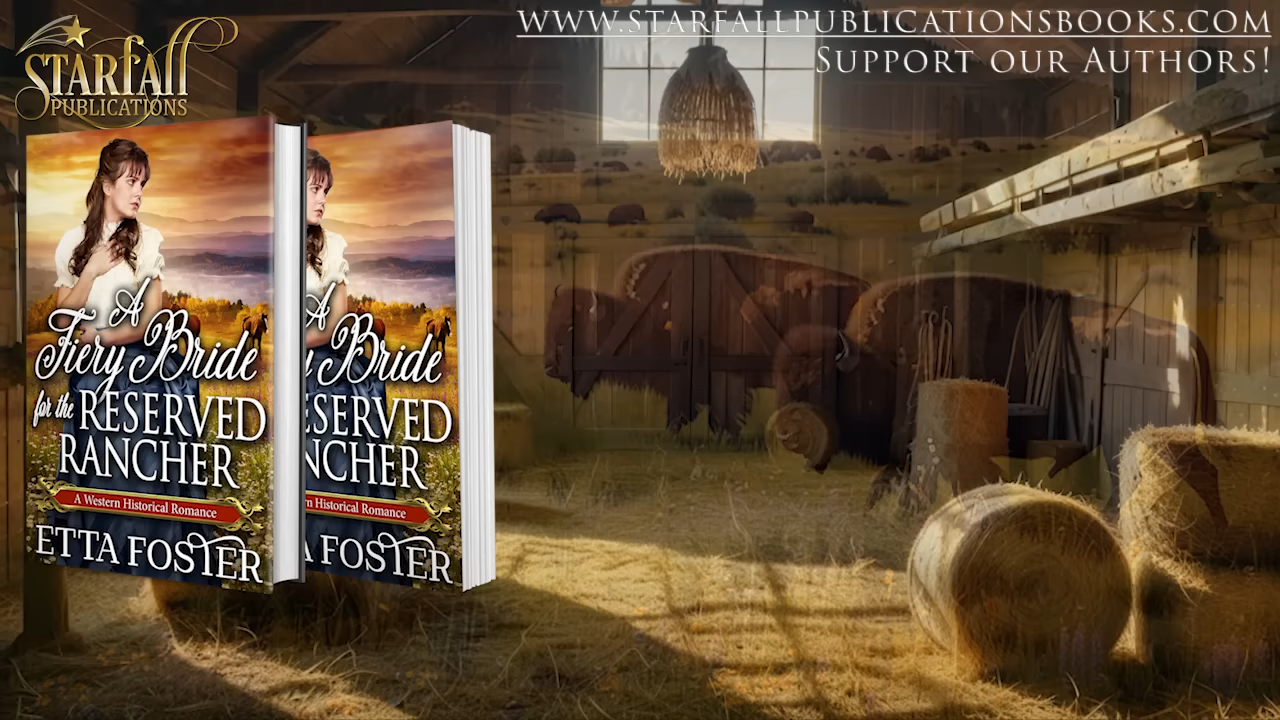 STARfall
PUBLICATIONS
www.starfallpublicationsbooks.com
Support our Authors!
A
Fiery Bride
for the RESERVED
RANCHER
A Western Historical Romance
ETTA FOSTER
A
y Bride
ESERVED
NCHER
rn Historical Romance
A FOSTER